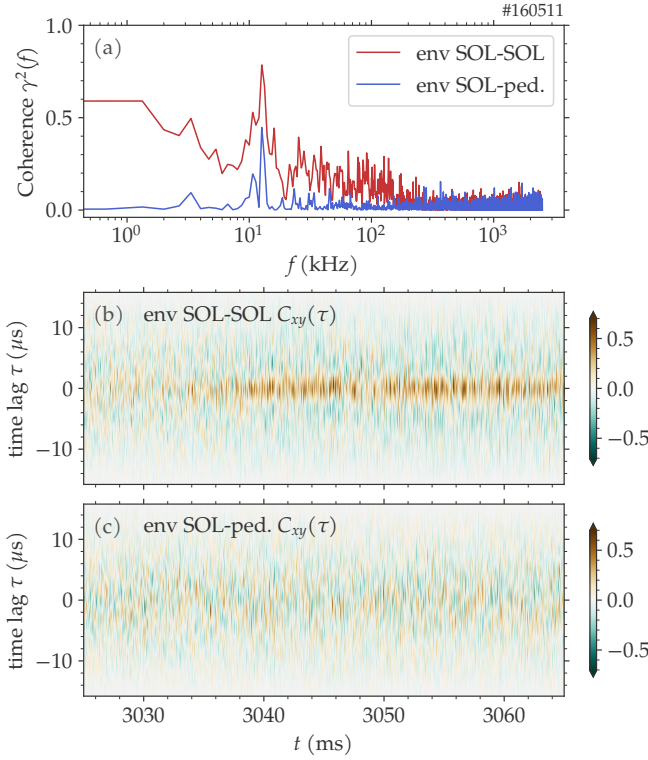 #160511
(a)
env SOL-SOL
env SOL-ped.
Coherence γ²(f)
1.0
0.5
0.0
10⁰ 10¹ 10² 10³
f (kHz)
(b) env SOL-SOL Cxy(τ)
time lag τ (μs)
10
0
−10
0.5
0.0
−0.5
(c) env SOL-ped. Cxy(τ)
time lag τ (μs)
10
0
−10
0.5
0.0
−0.5
3030 3040 3050 3060
t (ms)